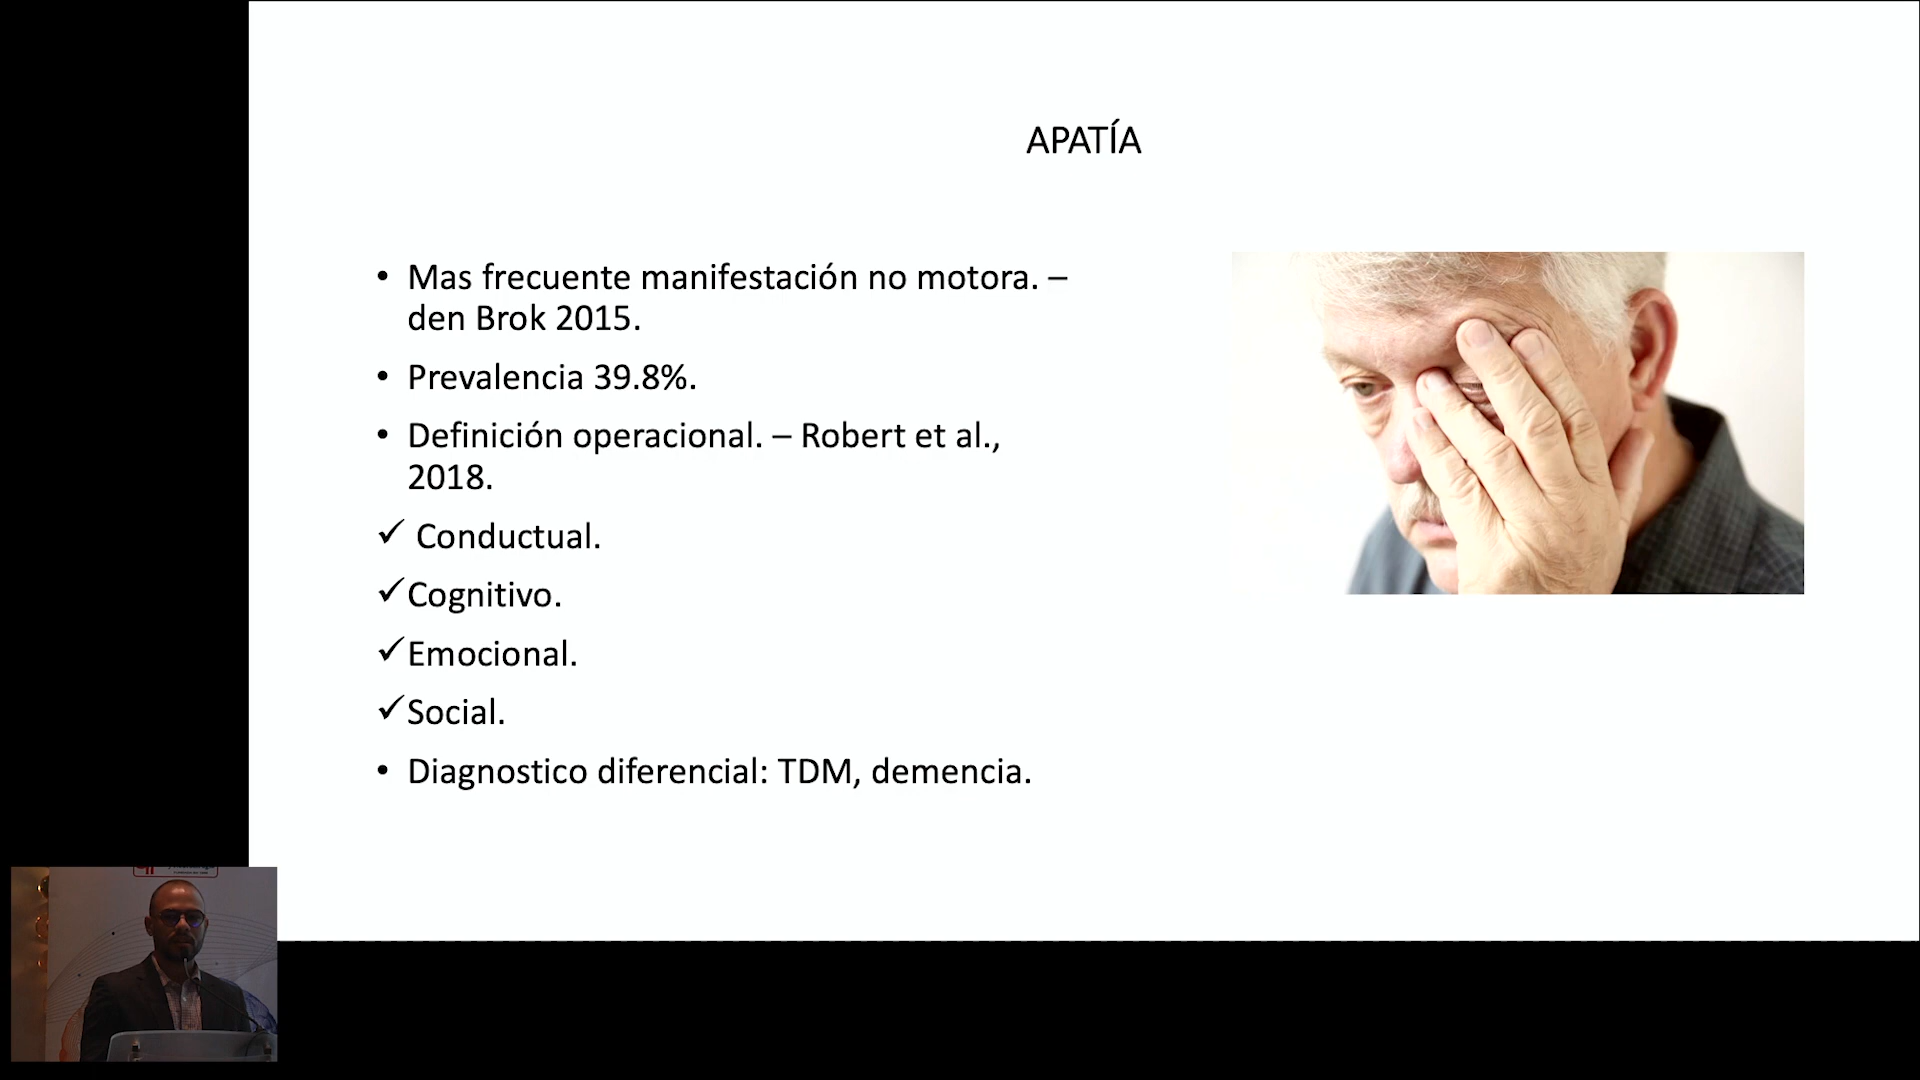 APATÍA
• Mas frecuente manifestación no motora. –
den Brok 2015.
• Prevalencia 39.8%.
• Definición operacional. – Robert et al.,
2018.
✓ Conductual.
✓Cognitivo.
✓Emocional.
✓Social.
• Diagnostico diferencial: TDM, demencia.